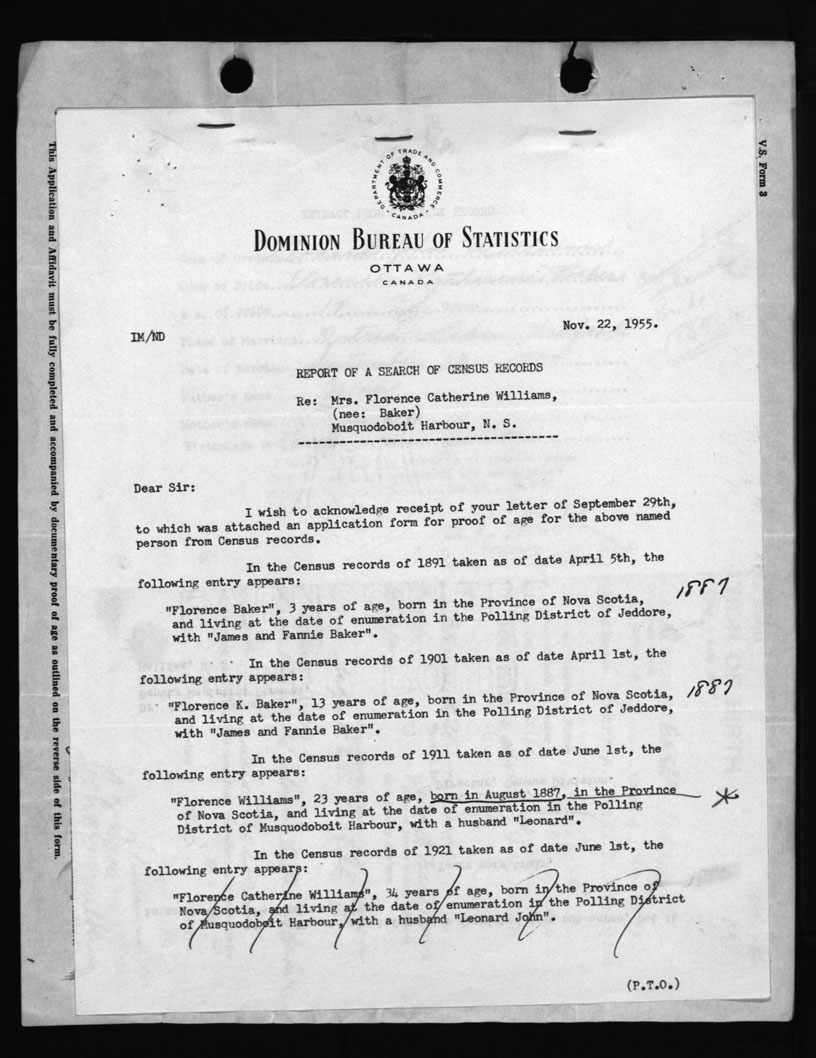 DEPARTMENT OF TRADE AND COMMERCE
CANADA
DOMINION BUREAU OF STATISTICS
OTTAWA
CANADA
IM/ND
Nov. 22, 1955.
REPORT OF A SEARCH OF CENSUS RECORDS
Re: Mrs. Florence Catherine Williams,
(nee: Baker)
Musquodoboit Harbour, N. S.
Dear Sir:
I wish to acknowledge receipt of your letter of September 29th,
to which was attached an application form for proof of age for the above named
person from Census records.
In the Census records of 1891 taken as of date April 5th, the
following entry appears:
"Florence Baker", 3 years of age, born in the Province of Nova Scotia,
and living at the date of enumeration in the Polling District of Jeddore,
with "James and Fannie Baker".
1887
In the Census records of 1901 taken as of date April 1st, the
following entry appears:
"Florence K. Baker", 13 years of age, born in the Province of Nova Scotia,
and living at the date of enumeration in the Polling District of Jeddore,
with "James and Fannie Baker".
1887
In the Census records of 1911 taken as of date June 1st, the
following entry appears:
"Florence Williams", 23 years of age, born in August 1887, in the Province
of Nova Scotia, and living at the date of enumeration in the Polling
District of Musquodoboit Harbour, with a husband "Leonard".
In the Census records of 1921 taken as of date June 1st, the
following entry appears:
"Florence Catherine Williams", 34 years of age, born in the Province of
Nova Scotia, and living at the date of enumeration in the Polling District
of Musquodoboit Harbour, with a husband "Leonard John".
(P.T.O.)
This Application and Affidavit must be fully completed and accompanied by documentary proof of age as outlined on the reverse side of this form.
V.S. Form 3